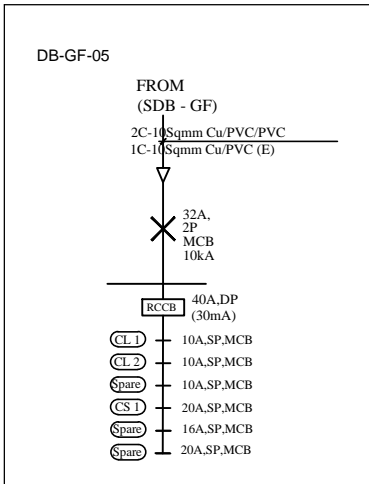 DB-GF-05
FROM
(SDB - GF)
2C-10Sqmm Cu/PVC/PVC
1C-10Sqmm Cu/PVC (E)
32A,
2P
MCB
10kA
RCCB
40A,DP
(30mA)
CL 1 10A,SP,MCB
CL 2 10A,SP,MCB
Spare 10A,SP,MCB
CS 1 20A,SP,MCB
Spare 16A,SP,MCB
Spare 20A,SP,MCB